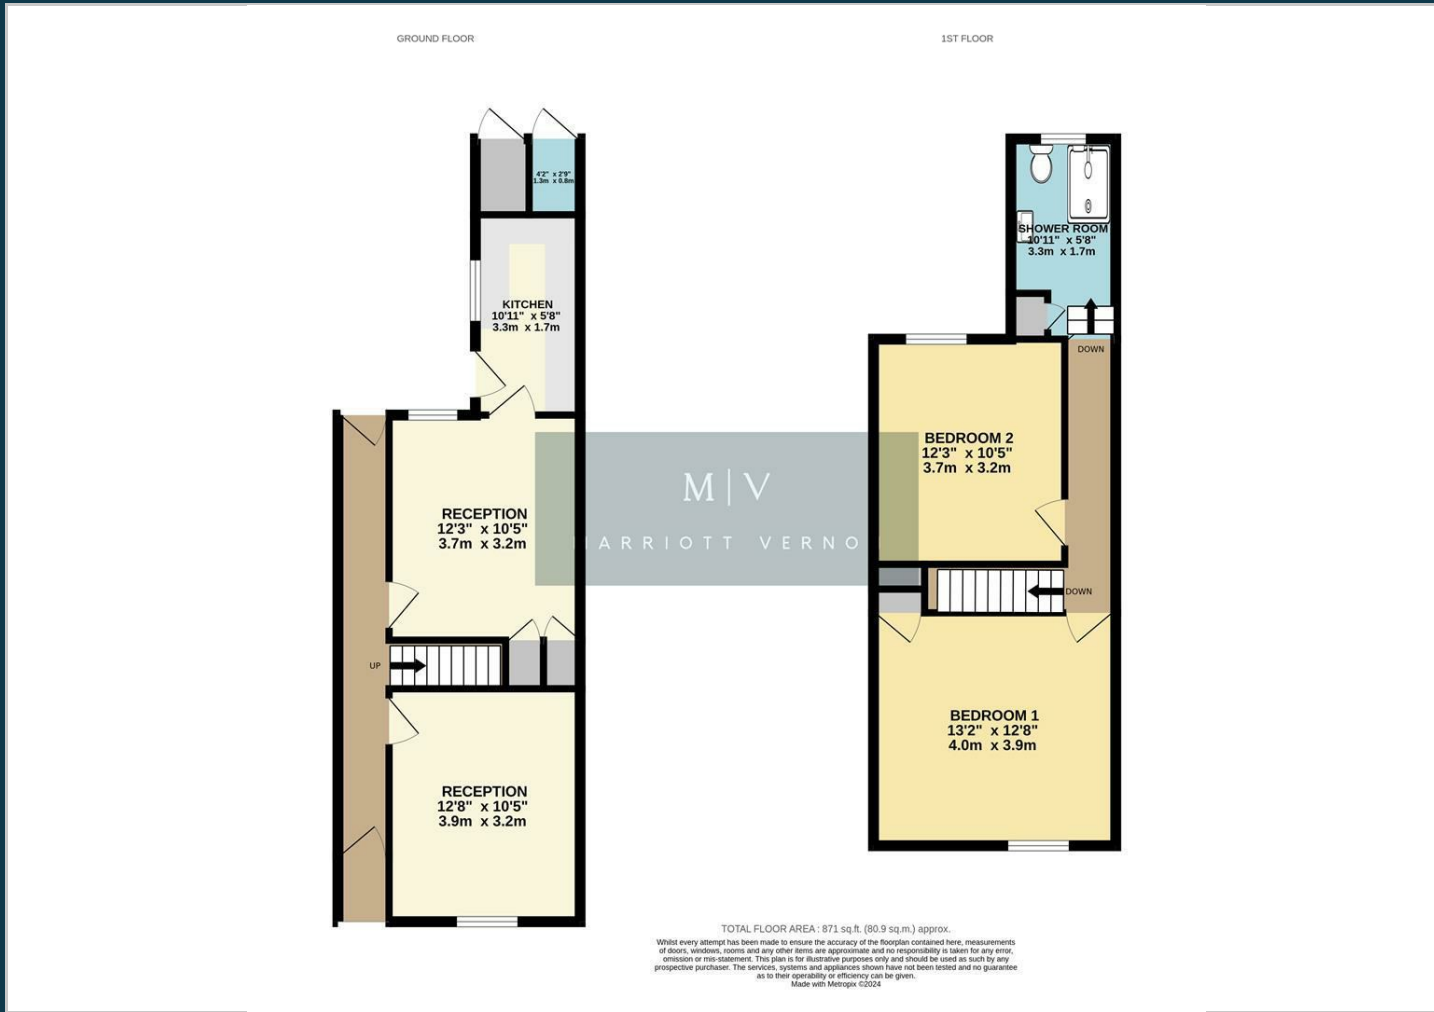 GROUND FLOOR
1ST FLOOR
4'2" x 2'9"
1.3m x 0.8m
SHOWER ROOM
10'11" x 5'8"
3.3m x 1.7m
KITCHEN
10'11" x 5'8"
3.3m x 1.7m
DOWN
BEDROOM 2
12'3" x 10'5"
3.7m x 3.2m
M|V
ARRIOTT VERNO
RECEPTION
12'3" x 10'5"
3.7m x 3.2m
DOWN
UP
BEDROOM 1
13'2" x 12'8"
4.0m x 3.9m
RECEPTION
12'8" x 10'5"
3.9m x 3.2m
TOTAL FLOOR AREA : 871 sq.ft. (80.9 sq.m.) approx.
Whilst every attempt has been made to ensure the accuracy of the floorplan contained here, measurements
of doors, windows, rooms and any other items are approximate and no responsibility is taken for any error,
omission or mis-statement. This plan is for illustrative purposes only and should be used as such by any
prospective purchaser. The services, systems and appliances shown have not been tested and no guarantee
as to their operability or efficiency can be given.
Made with Metropix ©2024